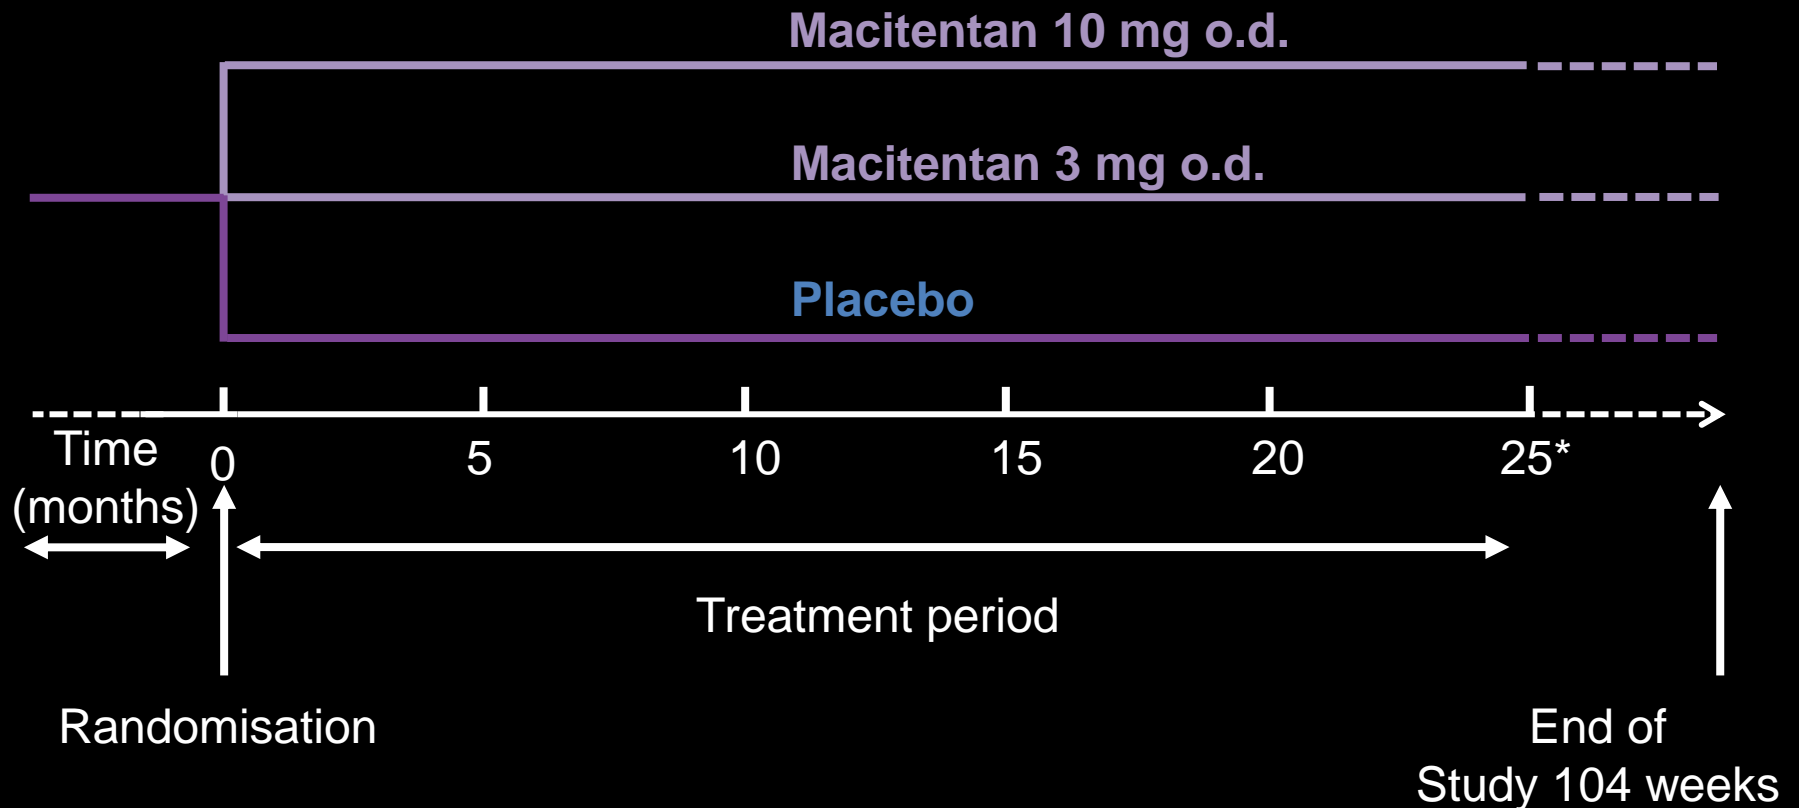 Macitentan 10 mg o.d.
Macitentan 3 mg o.d.
Placebo
Time
(months)
0
5
10
15
20
25*
Treatment period
Randomisation
End of
Study 104 weeks